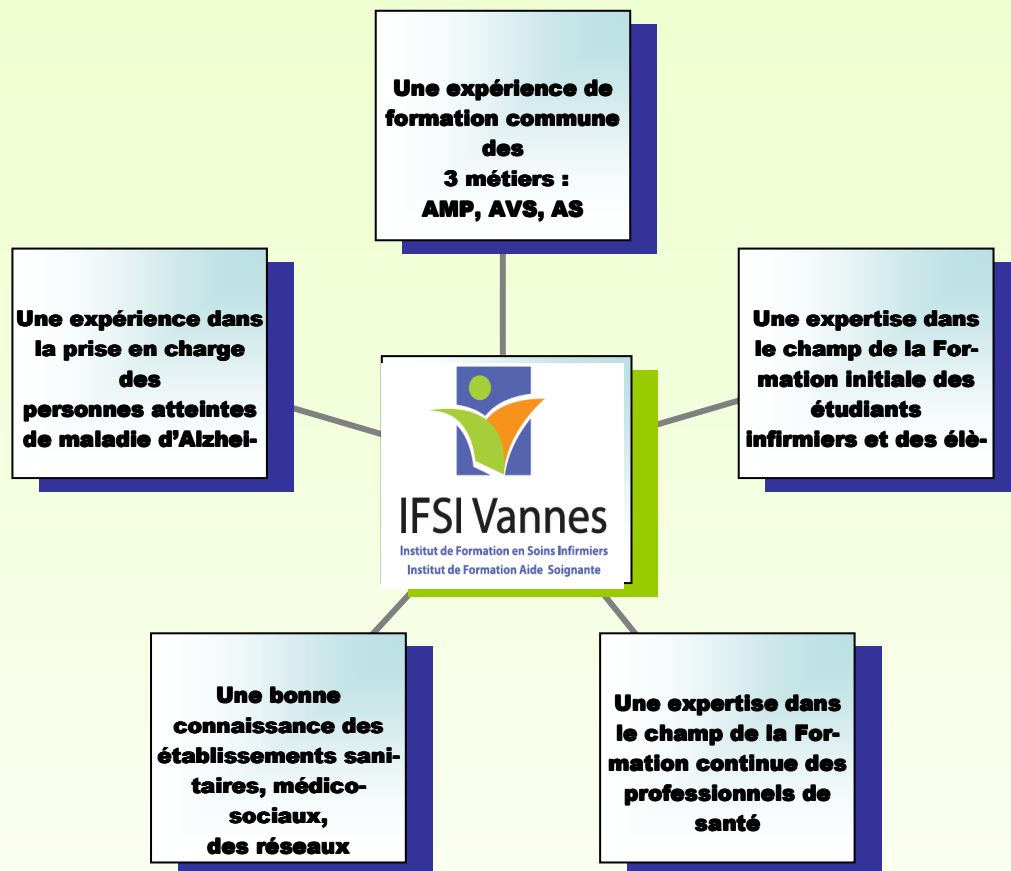 Une expérience de
formation commune
des
3 métiers :
AMP, AVS, AS
Une expérience dans
la prise en charge
des
personnes atteintes
de maladie d'Alzhei-
Une expertise dans
le champ de la For-
mation initiale des
étudiants
infirmiers et des élè-
IFSI Vannes
Institut de Formation en Soins Infirmiers
Institut de Formation Aide Soignante
Une bonne
connaissance des
établissements sani-
taires, médico-
sociaux,
des réseaux
Une expertise dans
le champ de la For-
mation continue des
professionnels de
santé